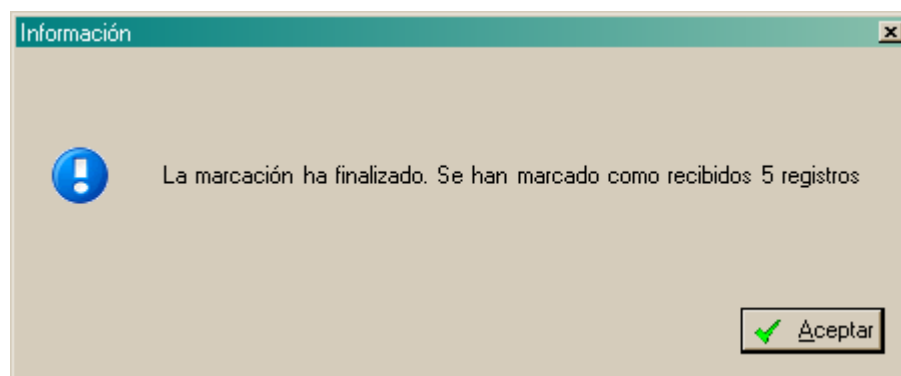 Información
La marcación ha finalizado. Se han marcado como recibidos 5 registros
Aceptar